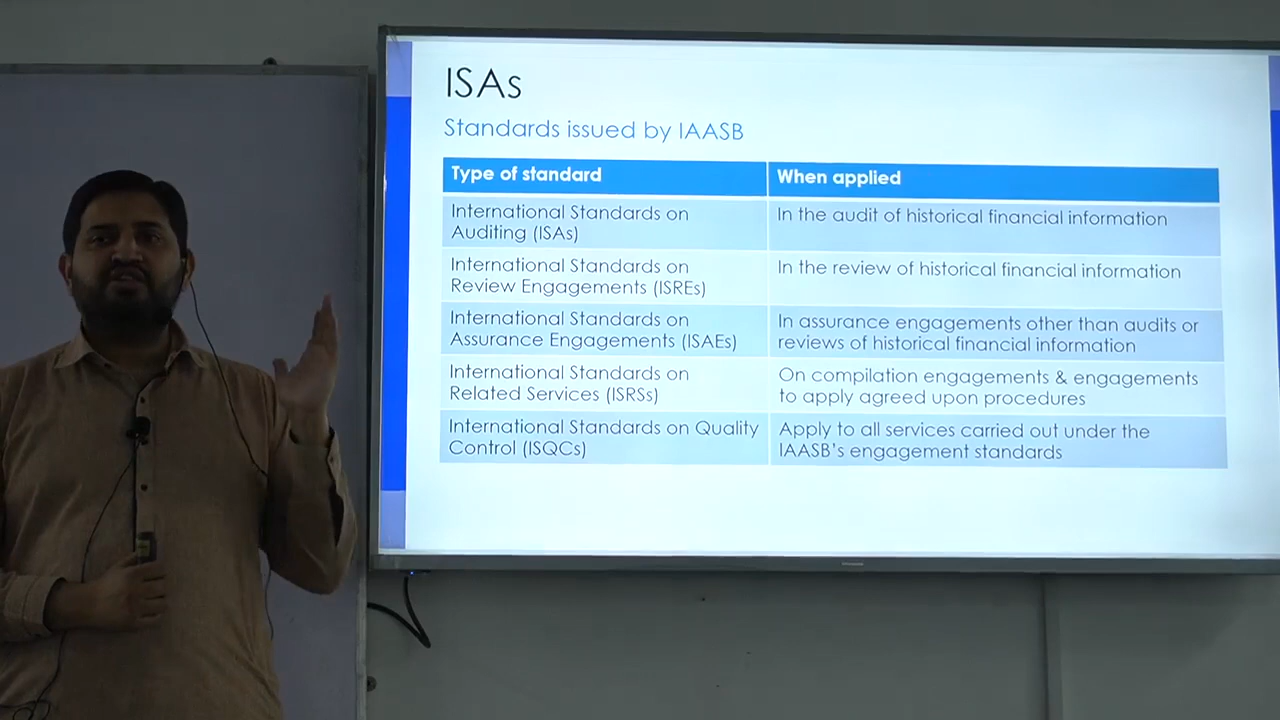 ISAs
Standards issued by IAASB
Type of standard
When applied
International Standards on
Auditing (ISAs)
In the audit of historical financial information
International Standards on
Review Engagements (ISREs)
In the review of historical financial information
International Standards on
Assurance Engagements (ISAEs)
In assurance engagements other than audits or
reviews of historical financial information
International Standards on
Related Services (ISRSs)
On compilation engagements & engagements
to apply agreed upon procedures
International Standards on Quality
Control (ISQCs)
Apply to all services carried out under the
IAASB's engagement standards